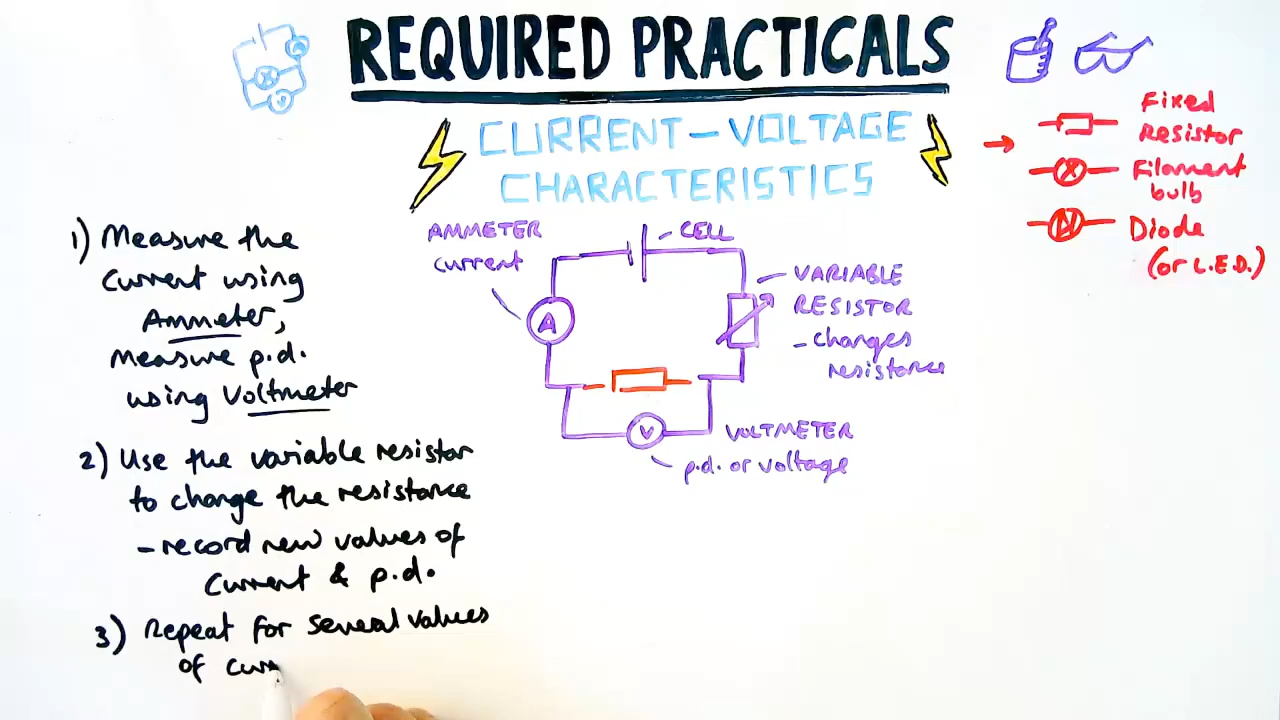 REQUIRED PRACTICALS
CURRENT-VOLTAGE
CHARACTERISTICS
Fixed
Resistor
Filament
bulb
Diode
(or L.E.D.)
1) Measure the
current using
Ammeter,
measure p.d.
using Voltmeter
2) Use the variable resistor
to change the resistance
- record new values of
current & p.d.
3) Repeat for several values
of curr
AMMETER
current
CELL
VARIABLE
RESISTOR
- changes
resistance
A
V
VOLTMETER
p.d. or voltage